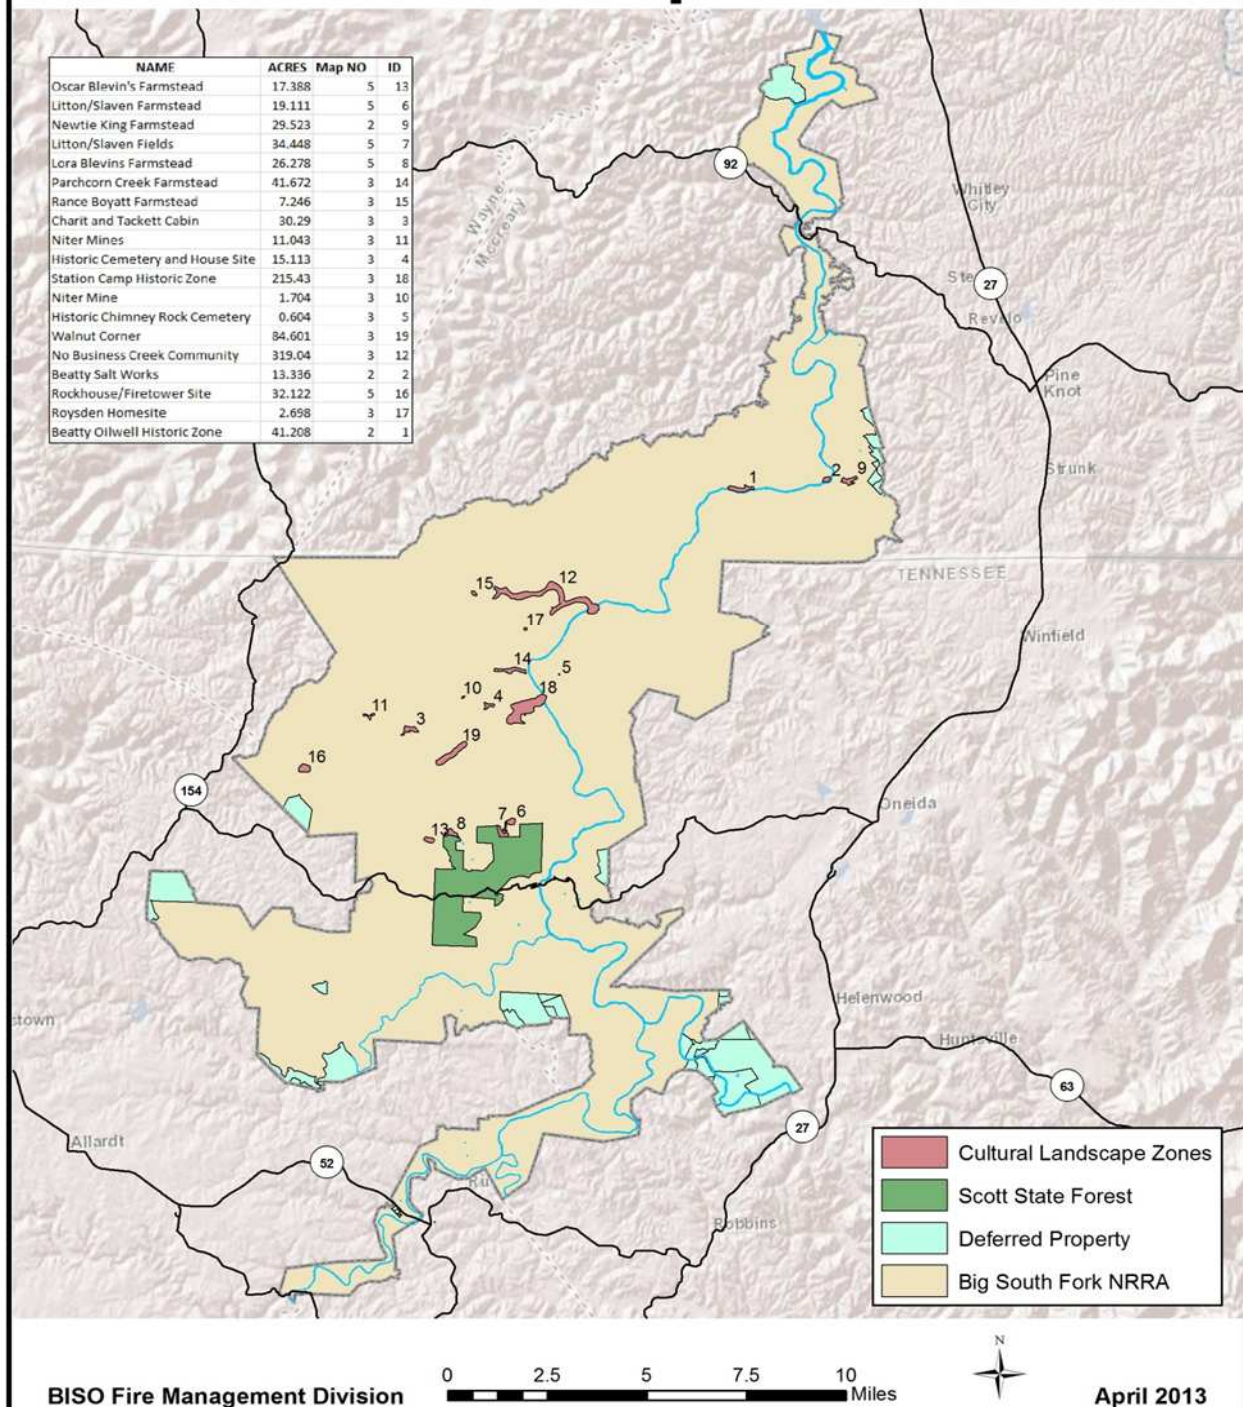 NAME ACRES Map NO ID
Oscar Blevin's Farmstead 17.388 5 13
Litton/Slaven Farmstead 19.111 5 6
Newtie King Farmstead 29.523 2 9
Litton/Slaven Fields 34.448 5 7
Lora Blevins Farmstead 26.278 5 8
Parchcorn Creek Farmstead 41.672 3 14
Rance Boyatt Farmstead 7.246 3 15
Charit and Tackett Cabin 30.29 3 3
Niter Mines 11.043 3 11
Historic Cemetery and House Site 15.113 3 4
Station Camp Historic Zone 215.43 3 18
Niter Mine 1.704 3 10
Historic Chimney Rock Cemetery 0.604 3 5
Walnut Corner 84.601 3 19
No Business Creek Community 319.04 3 12
Beatty Salt Works 13.336 2 2
Rockhouse/Firetower Site 32.122 5 16
Roysden Homesite 2.698 3 17
Beatty Oilwell Historic Zone 41.208 2 1
92
Wayne
Mccreary
Whitley
City
27
Revelo
Pine
Knot
Strunk
1
2
9
TENNESSEE
15
12
17
Winfield
14
5
10
4
18
11
3
19
16
154
Oneida
7
6
13
8
Helenwood
stown
Huntsville
63
27
Allardt
52
Robbins
Cultural Landscape Zones
Scott State Forest
Deferred Property
Big South Fork NRRA
N
0 2.5 5 7.5 10
Miles
BISO Fire Management Division
April 2013